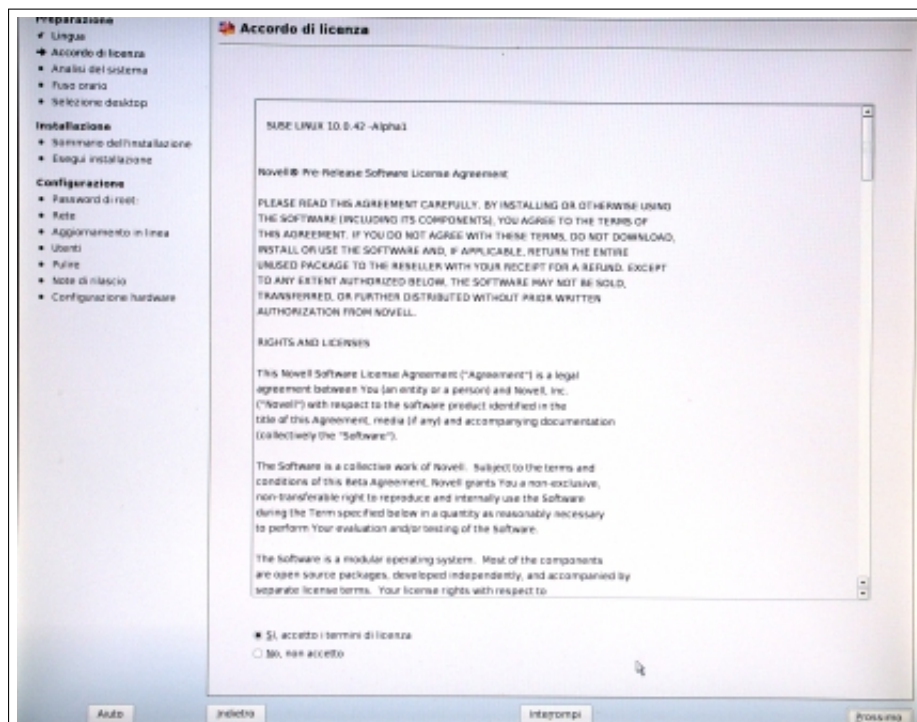 Preparazione
Lingua
Accordo di licenza
Analisi del sistema
Fuso orario
Selezione desktop
Installazione
Sommario dell'installazione
Esegui installazione
Configurazione
Password di root:
Rete
Aggiornamento in linea
Utenti
Pulire
Note di rilascio
Configurazione hardware
Accordo di licenza
SUSE LINUX 10.0.42 -Alpha1
Novell® Pre-Release Software License Agreement
PLEASE READ THIS AGREEMENT CAREFULLY. BY INSTALLING OR OTHERWISE USING
THE SOFTWARE (INCLUDING ITS COMPONENTS), YOU AGREE TO THE TERMS OF
THIS AGREEMENT. IF YOU DO NOT AGREE WITH THESE TERMS, DO NOT DOWNLOAD,
INSTALL OR USE THE SOFTWARE AND, IF APPLICABLE, RETURN THE ENTIRE
UNUSED PACKAGE TO THE RESELLER WITH YOUR RECEIPT FOR A REFUND. EXCEPT
TO ANY EXTENT AUTHORIZED BELOW, THE SOFTWARE MAY NOT BE SOLD,
TRANSFERRED, OR FURTHER DISTRIBUTED WITHOUT PRIOR WRITTEN
AUTHORIZATION FROM NOVELL.
RIGHTS AND LICENSES
This Novell Software License Agreement ("Agreement") is a legal
agreement between You (an entity or a person) and Novell, Inc.
("Novell") with respect to the software product identified in the
title of this Agreement, media (if any) and accompanying documentation
(collectively the "Software").
The Software is a collective work of Novell. Subject to the terms and
conditions of this Beta Agreement, Novell grants You a non-exclusive,
non-transferable right to reproduce and internally use the Software
during the Term specified below in a quantity as reasonably necessary
to perform Your evaluation and/or testing of the Software.
The Software is a modular operating system. Most of the components
are open source packages, developed independently, and accompanied by
separate license terms. Your license rights with respect to
Sì, accetto i termini di licenza
No, non accetto
Aiuto
Indietro
Interrompi
Prossimo